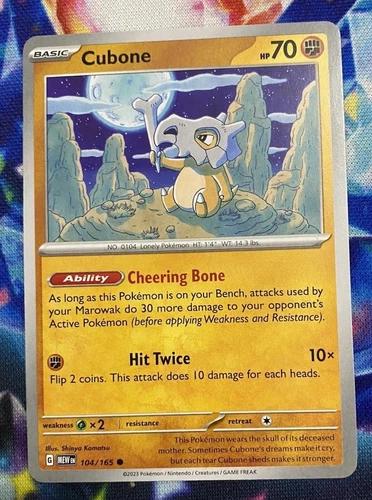 BASIC Cubone HP 70
NO. 0104 Lonely Pokémon HT: 1'4" WT: 14.3 lbs.
Ability Cheering Bone
As long as this Pokémon is on your Bench, attacks used by
your Marowak do 30 more damage to your opponent's
Active Pokémon (before applying Weakness and Resistance).
Hit Twice 10×
Flip 2 coins. This attack does 10 damage for each heads.
weakness × 2 resistance retreat
Illus. Shinya Komatsu
G MEW EN 104/165
This Pokémon wears the skull of its deceased
mother. Sometimes Cubone's dreams make it cry,
but each tear Cubone sheds makes it stronger.
©2023 Pokémon / Nintendo / Creatures / GAME FREAK